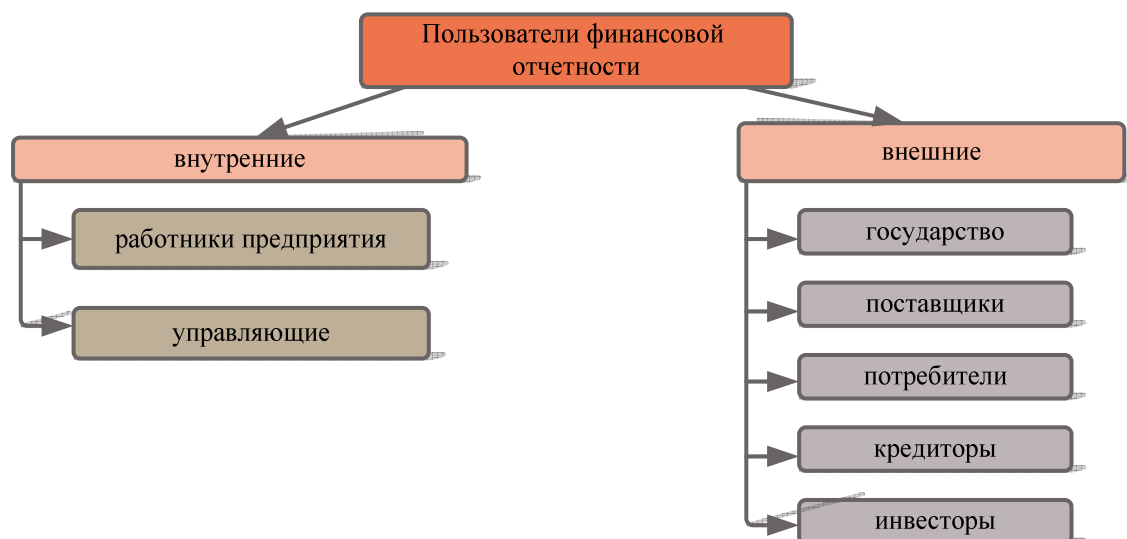 Пользователи финансовой
отчетности
внутренние
работники предприятия
управляющие
внешние
государство
поставщики
потребители
кредиторы
инвесторы